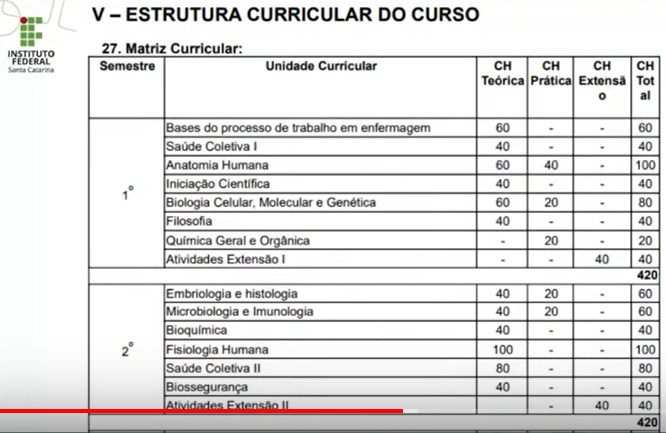 INSTITUTO
FEDERAL
Santa Catarina
V – ESTRUTURA CURRICULAR DO CURSO
27. Matriz Curricular:
Semestre Unidade Curricular CH Teórica CH Prática CH Extensão CH Total
1º
Bases do processo de trabalho em enfermagem 60 - - 60
Saúde Coletiva I 40 - - 40
Anatomia Humana 60 40 - 100
Iniciação Científica 40 - - 40
Biologia Celular, Molecular e Genética 60 20 - 80
Filosofia 40 - - 40
Química Geral e Orgânica - 20 - 20
Atividades Extensão I - - 40 40
420
2º
Embriologia e histologia 40 20 - 60
Microbiologia e Imunologia 40 20 - 60
Bioquímica 40 - - 40
Fisiologia Humana 100 - - 100
Saúde Coletiva II 80 - - 80
Biossegurança 40 - - 40
Atividades Extensão II - 40 40
420